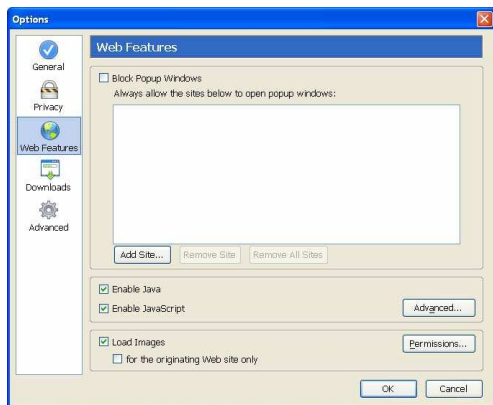 Options
General
Privacy
Web Features
Downloads
Advanced
Web Features
Block Popup Windows
Always allow the sites below to open popup windows:
Add Site...
Remove Site
Remove All Sites
Enable Java
Enable JavaScript
Advanced...
Load Images
Permissions...
for the originating Web site only
OK
Cancel